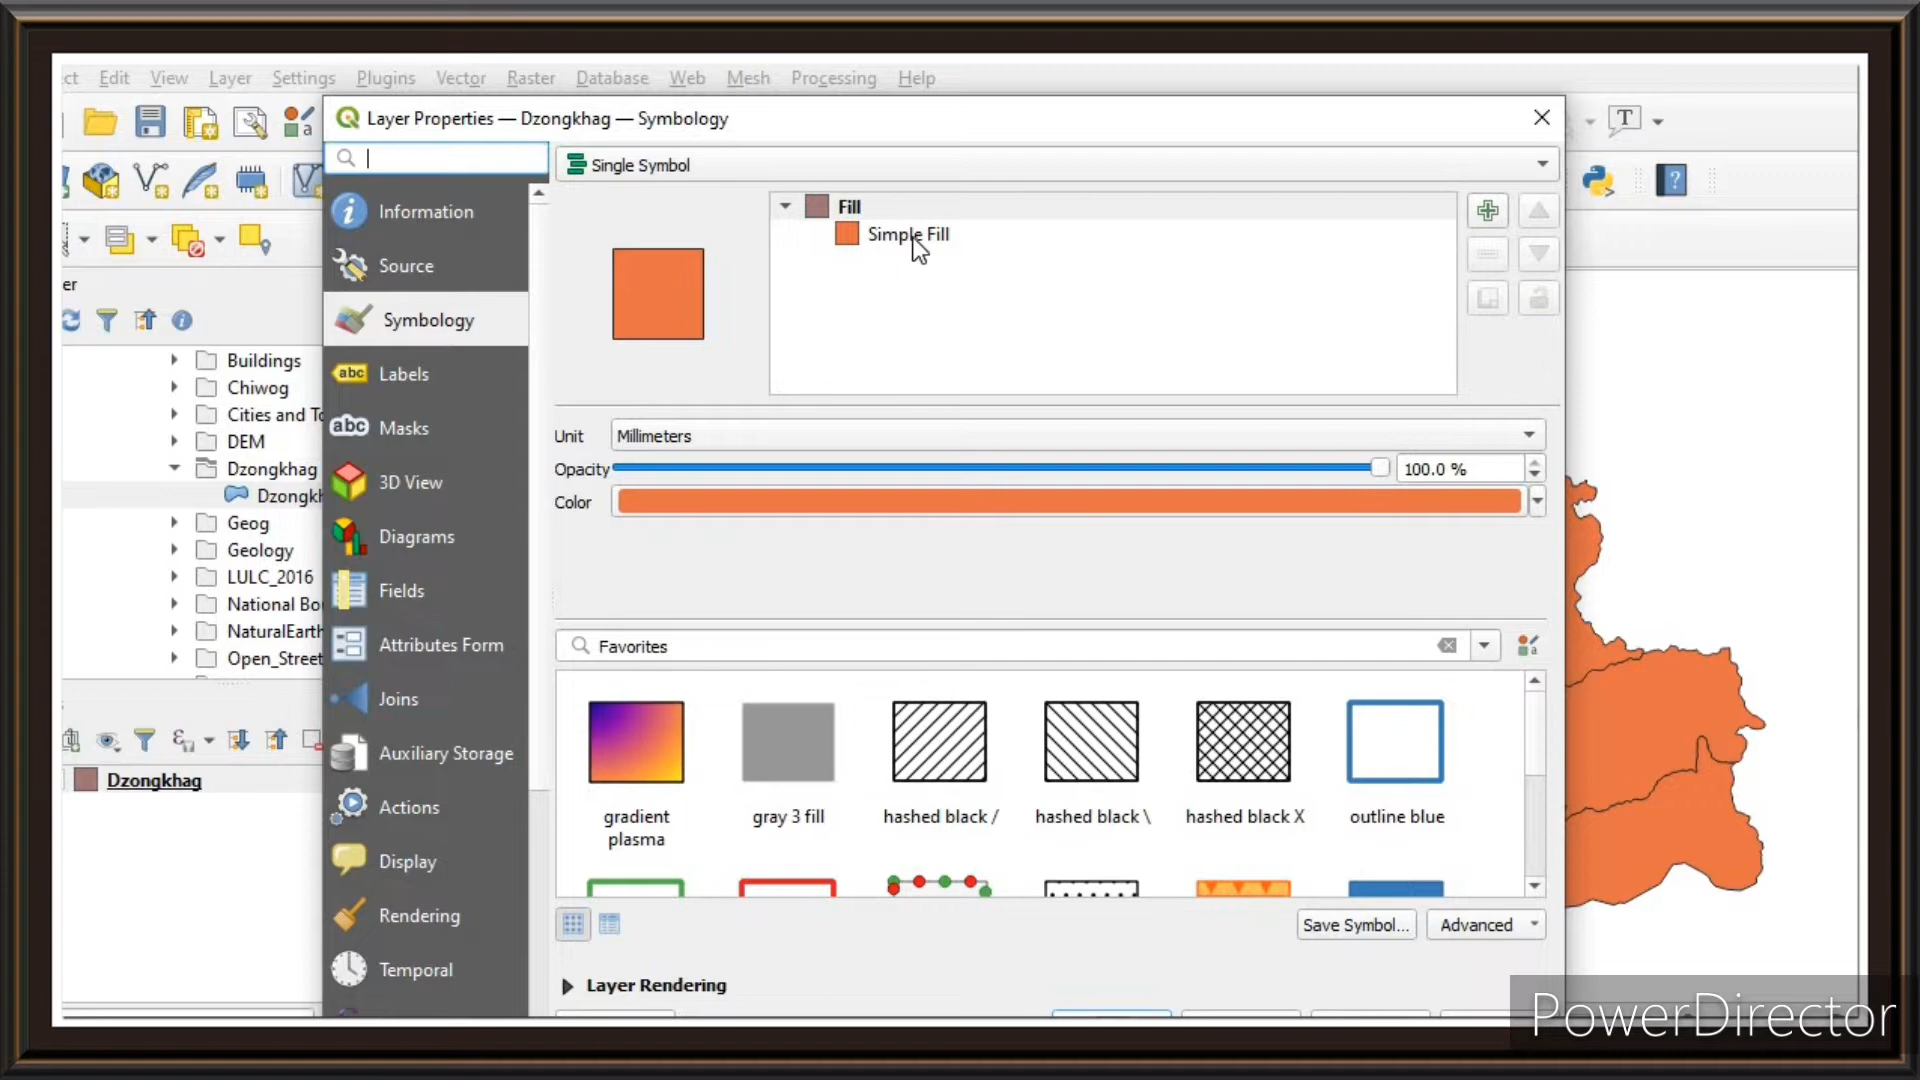 ct Edit View Layer Settings Plugins Vector Raster Database Web Mesh Processing Help
Layer Properties — Dzongkhag — Symbology
Single Symbol
Fill
Simple Fill
Information
Source
Symbology
Labels
Masks
3D View
Diagrams
Fields
Attributes Form
Joins
Auxiliary Storage
Actions
Display
Rendering
Temporal
er
Buildings
Chiwog
Cities and To
DEM
Dzongkhag
Dzongkh
Geog
Geology
LULC_2016
National Bo
NaturalEarth
Open_Street
Dzongkhag
Unit Millimeters
Opacity 100.0 %
Color
Favorites
gradient plasma
gray 3 fill
hashed black /
hashed black \
hashed black X
outline blue
Save Symbol... Advanced
Layer Rendering
PowerDirector